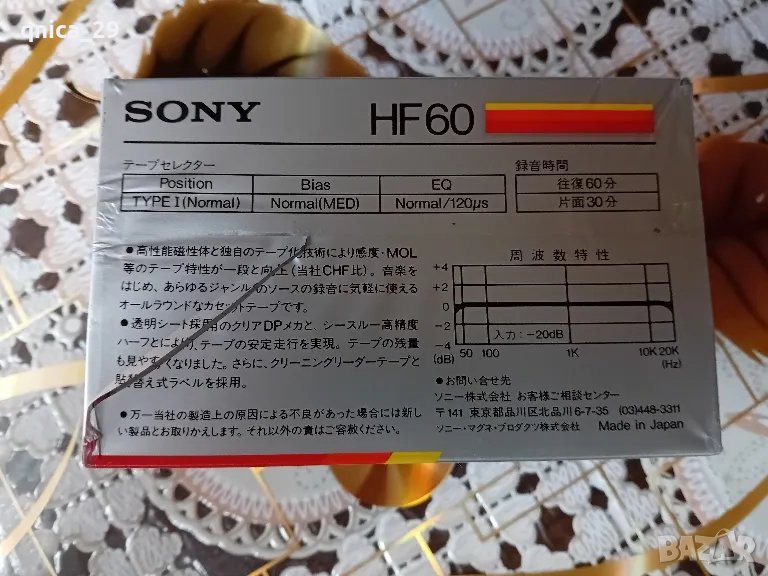 qnica_29
SONY HF60
テープセレクター
Position Bias EQ
TYPE I (Normal) Normal(MED) Normal/120μs
録音時間
往復60分
片面30分
●高性能磁性体と独自のテープ化技術により感度・MOL
等のテープ特性が一段と向上(当社CHF比)。音楽を
はじめ、あらゆるジャンルのソースの録音に気軽に使える
オールラウンドなカセットテープです。
●透明シート採用のクリアDPメカと、シースルー高精度
ハーフとにより、テープの安定走行を実現。テープの残量
も見やすくなりました。さらに、クリーニングリーダーテープと
貼替え式ラベルを採用。
●万一当社の製造上の原因による不良があった場合には新し
い製品とお取りかえします。それ以外の責はご容赦ください。
周波数特性
+4
+2
0
-2
-4
(dB)
入力:-20dB
50 100 1K 10K 20K
(Hz)
●お問い合せ先
ソニー株式会社 お客様ご相談センター
〒141 東京都品川区北品川6-7-35 (03)448-3311
ソニー・マグネ・プロダクツ株式会社 Made in Japan
BAZAR